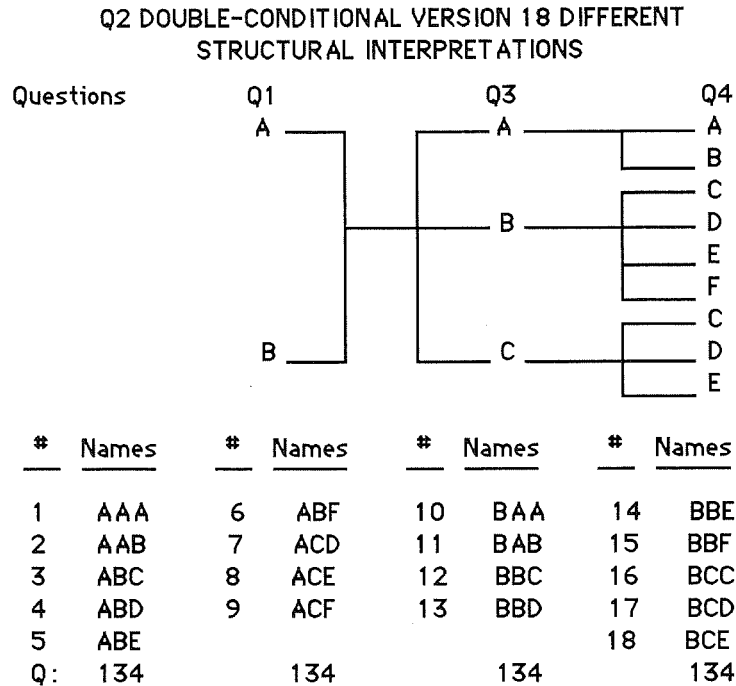 Q2 DOUBLE-CONDITIONAL VERSION 18 DIFFERENT
STRUCTURAL INTERPRETATIONS
Questions Q1 Q3 Q4
A A A
B
C
B D
E
F
C
B C D
E
# Names # Names # Names # Names
1 AAA 6 ABF 10 BAA 14 BBE
2 AAB 7 ACD 11 BAB 15 BBF
3 ABC 8 ACE 12 BBC 16 BCC
4 ABD 9 ACF 13 BBD 17 BCD
5 ABE 18 BCE
Q: 134 134 134 134